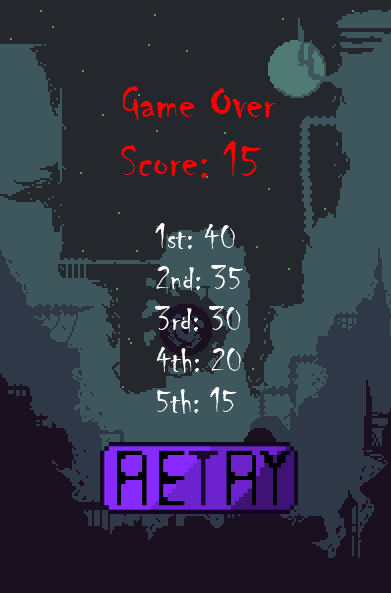 Game Over
Score: 15
1st: 40
2nd: 35
3rd: 30
4th: 20
5th: 15
RETRY